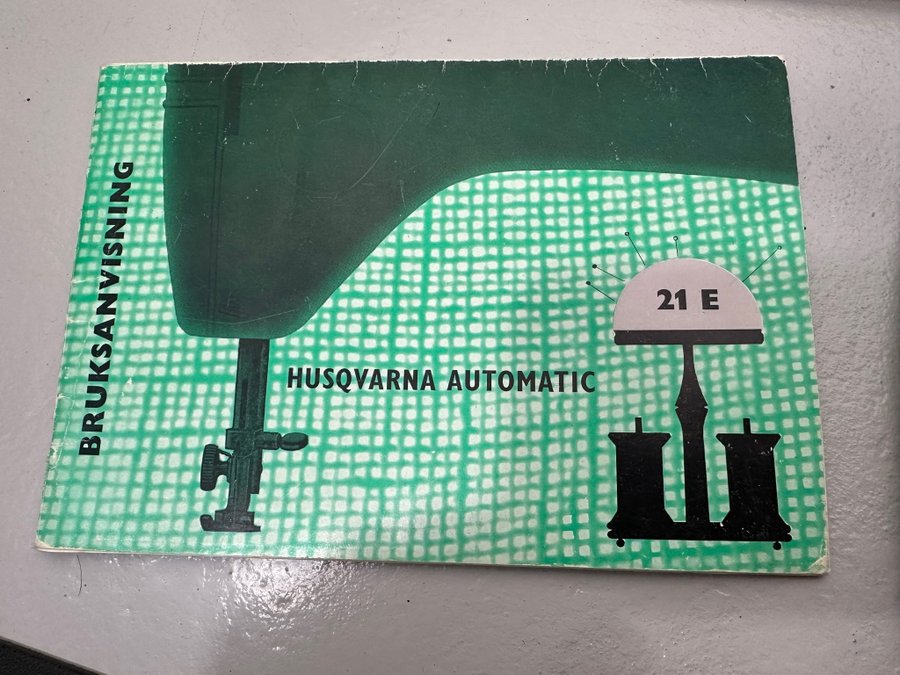 BRUKSANVISNING
HUSQVARNA AUTOMATIC
21 E